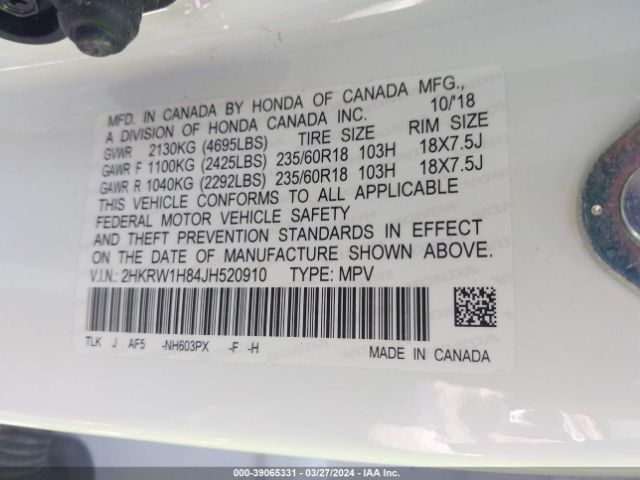 MFD. IN CANADA BY HONDA OF CANADA MFG.,
A DIVISION OF HONDA CANADA INC. 10/'18
GVWR 2130KG (4695LBS) TIRE SIZE RIM SIZE
GAWR F 1100KG (2425LBS) 235/60R18 103H 18X7.5J
GAWR R 1040KG (2292LBS) 235/60R18 103H 18X7.5J
THIS VEHICLE CONFORMS TO ALL APPLICABLE
FEDERAL MOTOR VEHICLE SAFETY
AND THEFT PREVENTION STANDARDS IN EFFECT
ON THE DATE OF MANUFACTURE SHOWN ABOVE.
V.I.N.: 2HKRW1H84JH520910 TYPE: MPV
TLK J AF5 -NH603PX -F -H
MADE IN CANADA
000-39065331 | 03/27/2024 | IAA Inc.